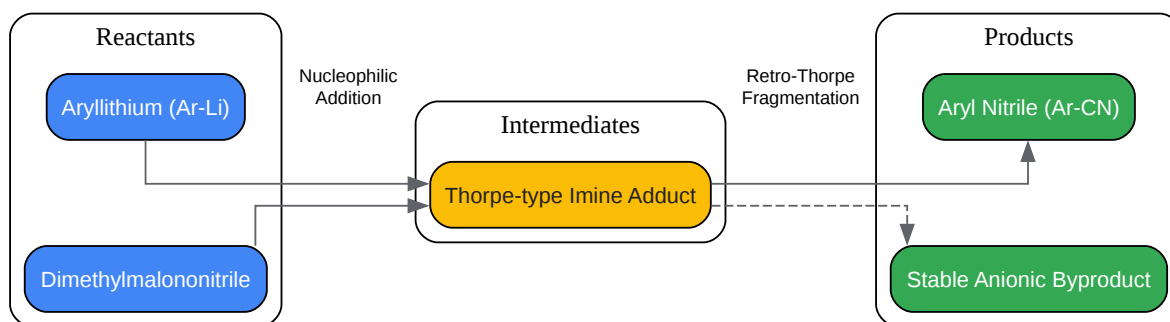 Reactants
Aryllithium (Ar-Li)
Dimethylmalononitrile
Nucleophilic
Addition
Intermediates
Thorpe-type Imine Adduct
Retro-Thorpe
Fragmentation
Products
Aryl Nitrile (Ar-CN)
Stable Anionic Byproduct